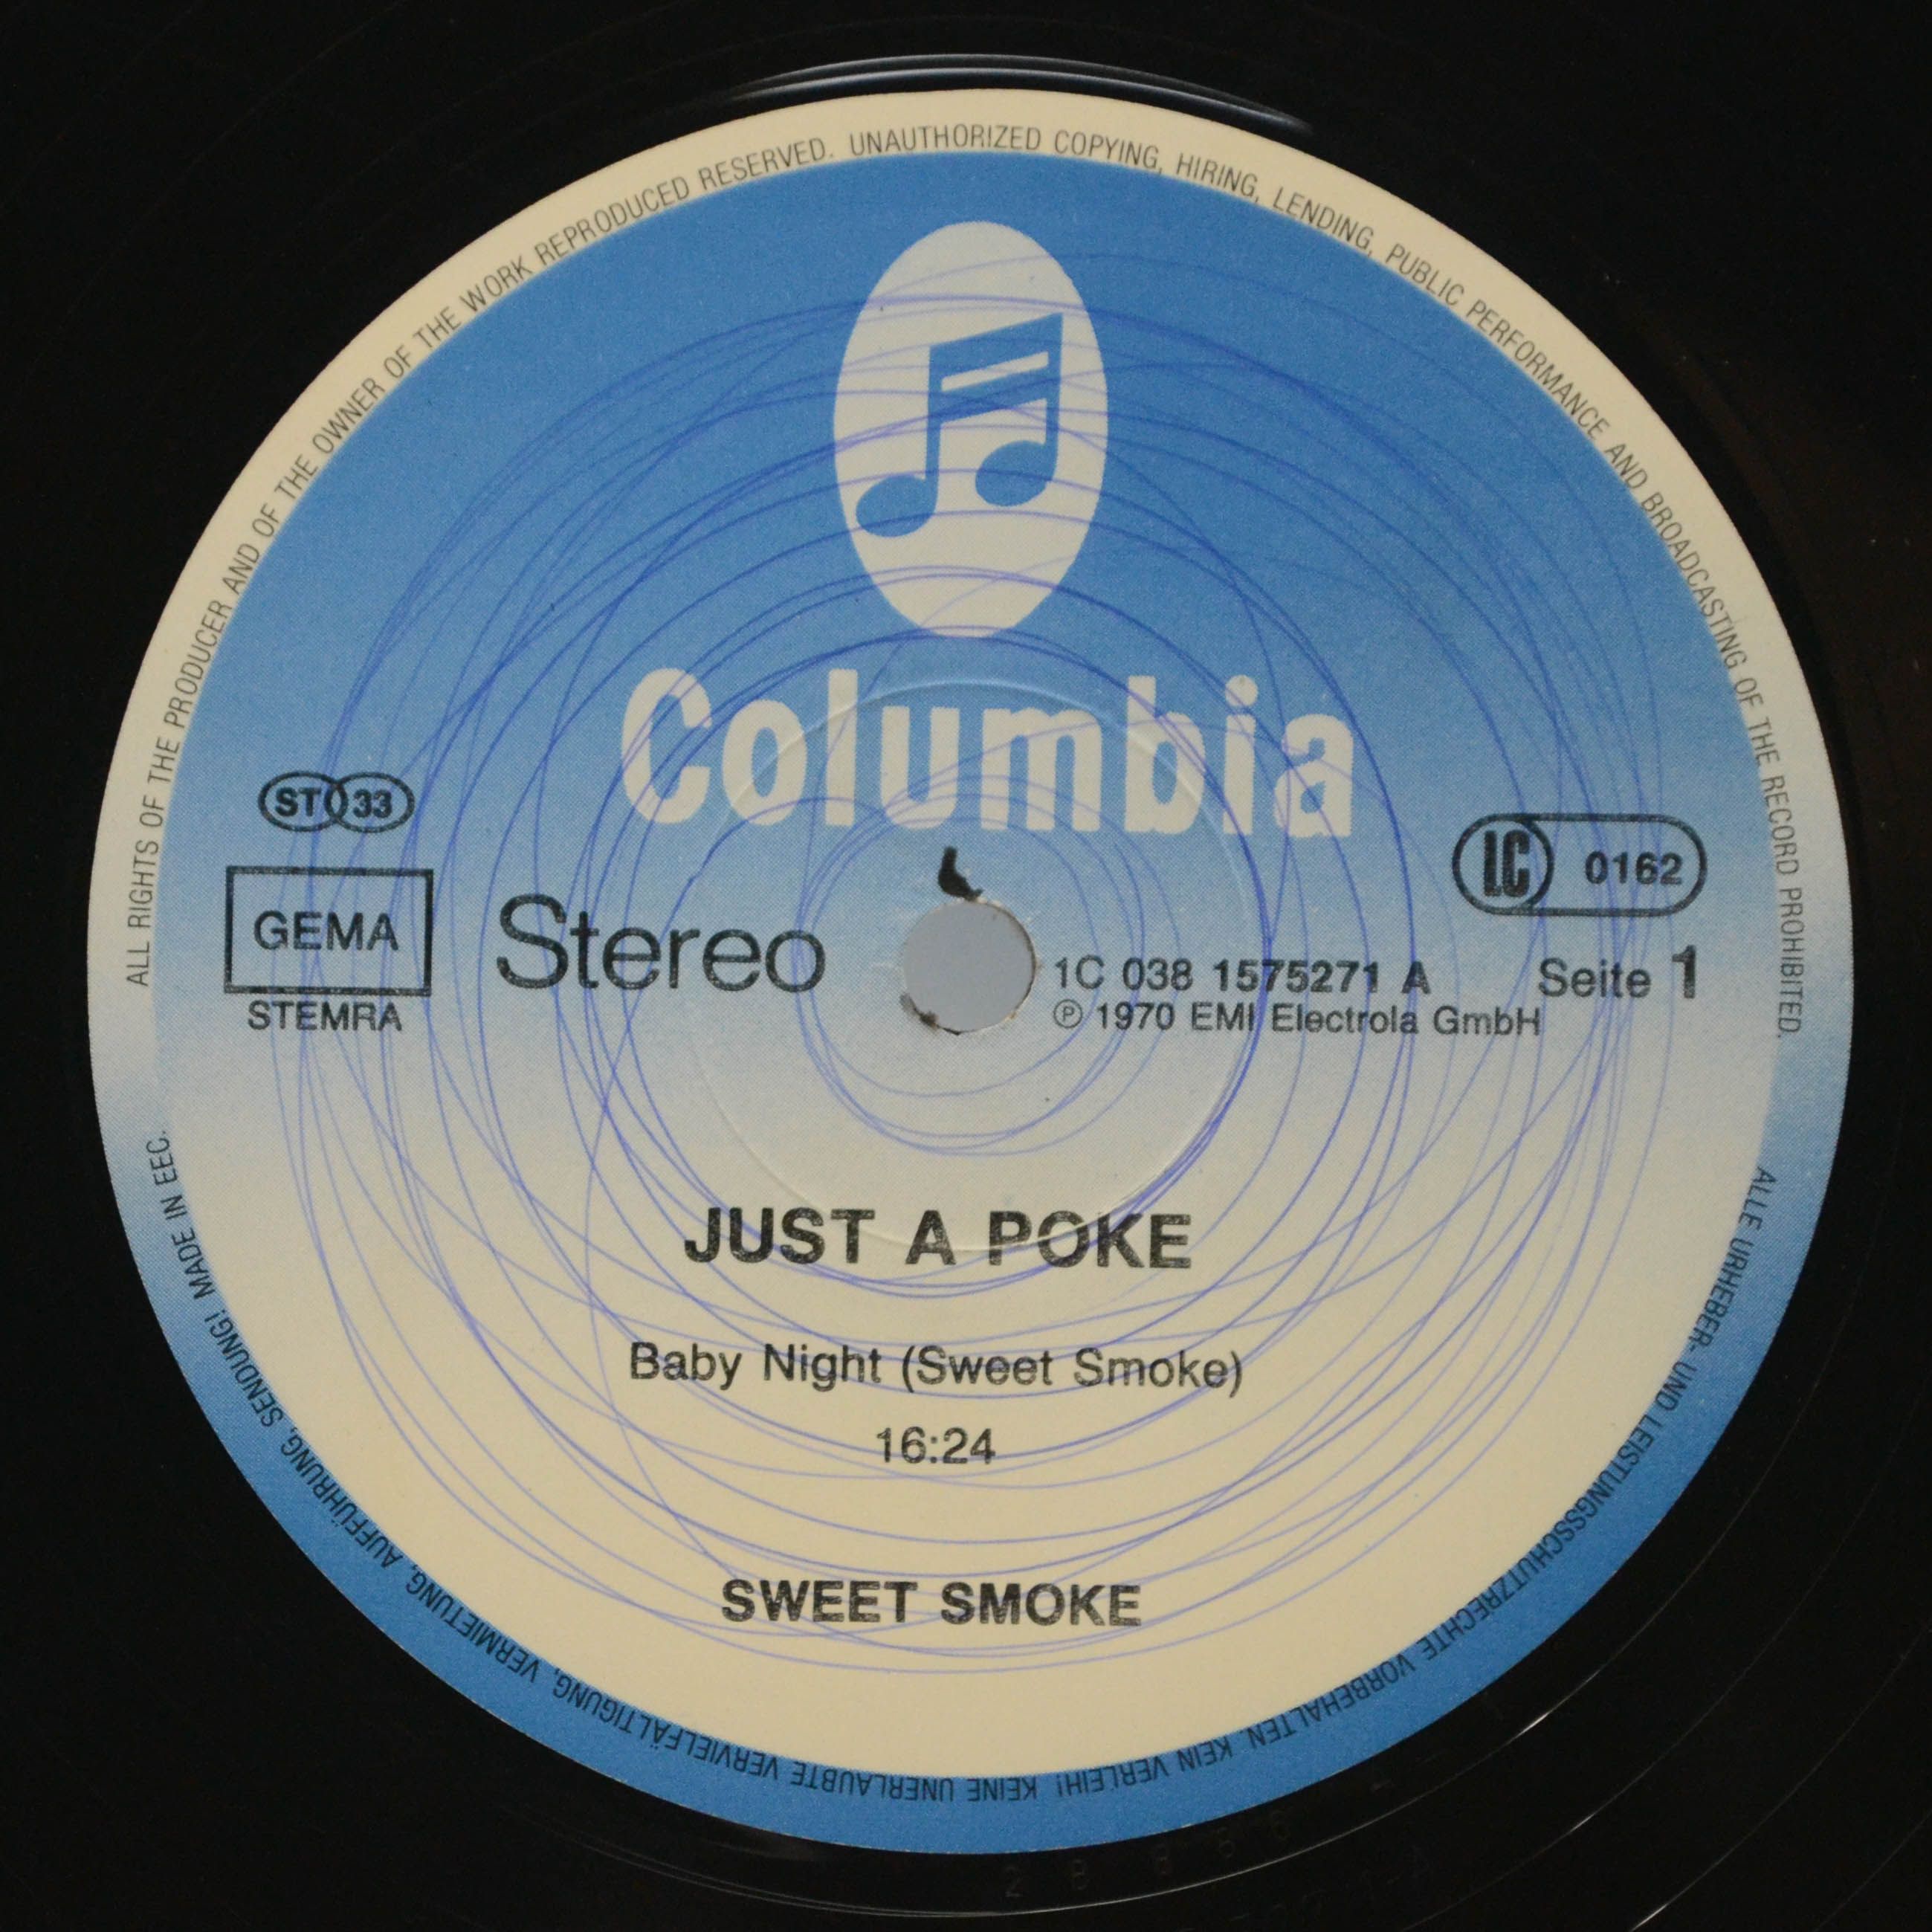 ALL RIGHTS OF THE PRODUCER AND OF THE OWNER OF THE WORK REPRODUCED RESERVED. UNAUTHORIZED COPYING, HIRING, LENDING, PUBLIC PERFORMANCE AND BROADCASTING OF THE RECORD PROHIBITED.
Columbia
ST 33
LC 0162
GEMA
STEMRA
Stereo
1C 038 1575271 A
Seite 1
℗ 1970 EMI Electrola GmbH
JUST A POKE
Baby Night (Sweet Smoke)
16:24
SWEET SMOKE
ALLE URHEBER- UND LEISTUNGSSCHUTZRECHTE VORBEHALTEN. KEIN VERLEIH! KEINE UNERLAUBTE VERVIELFÄLTIGUNG, VERMIETUNG, AUFFÜHRUNG, SENDUNG! MADE IN EEC.